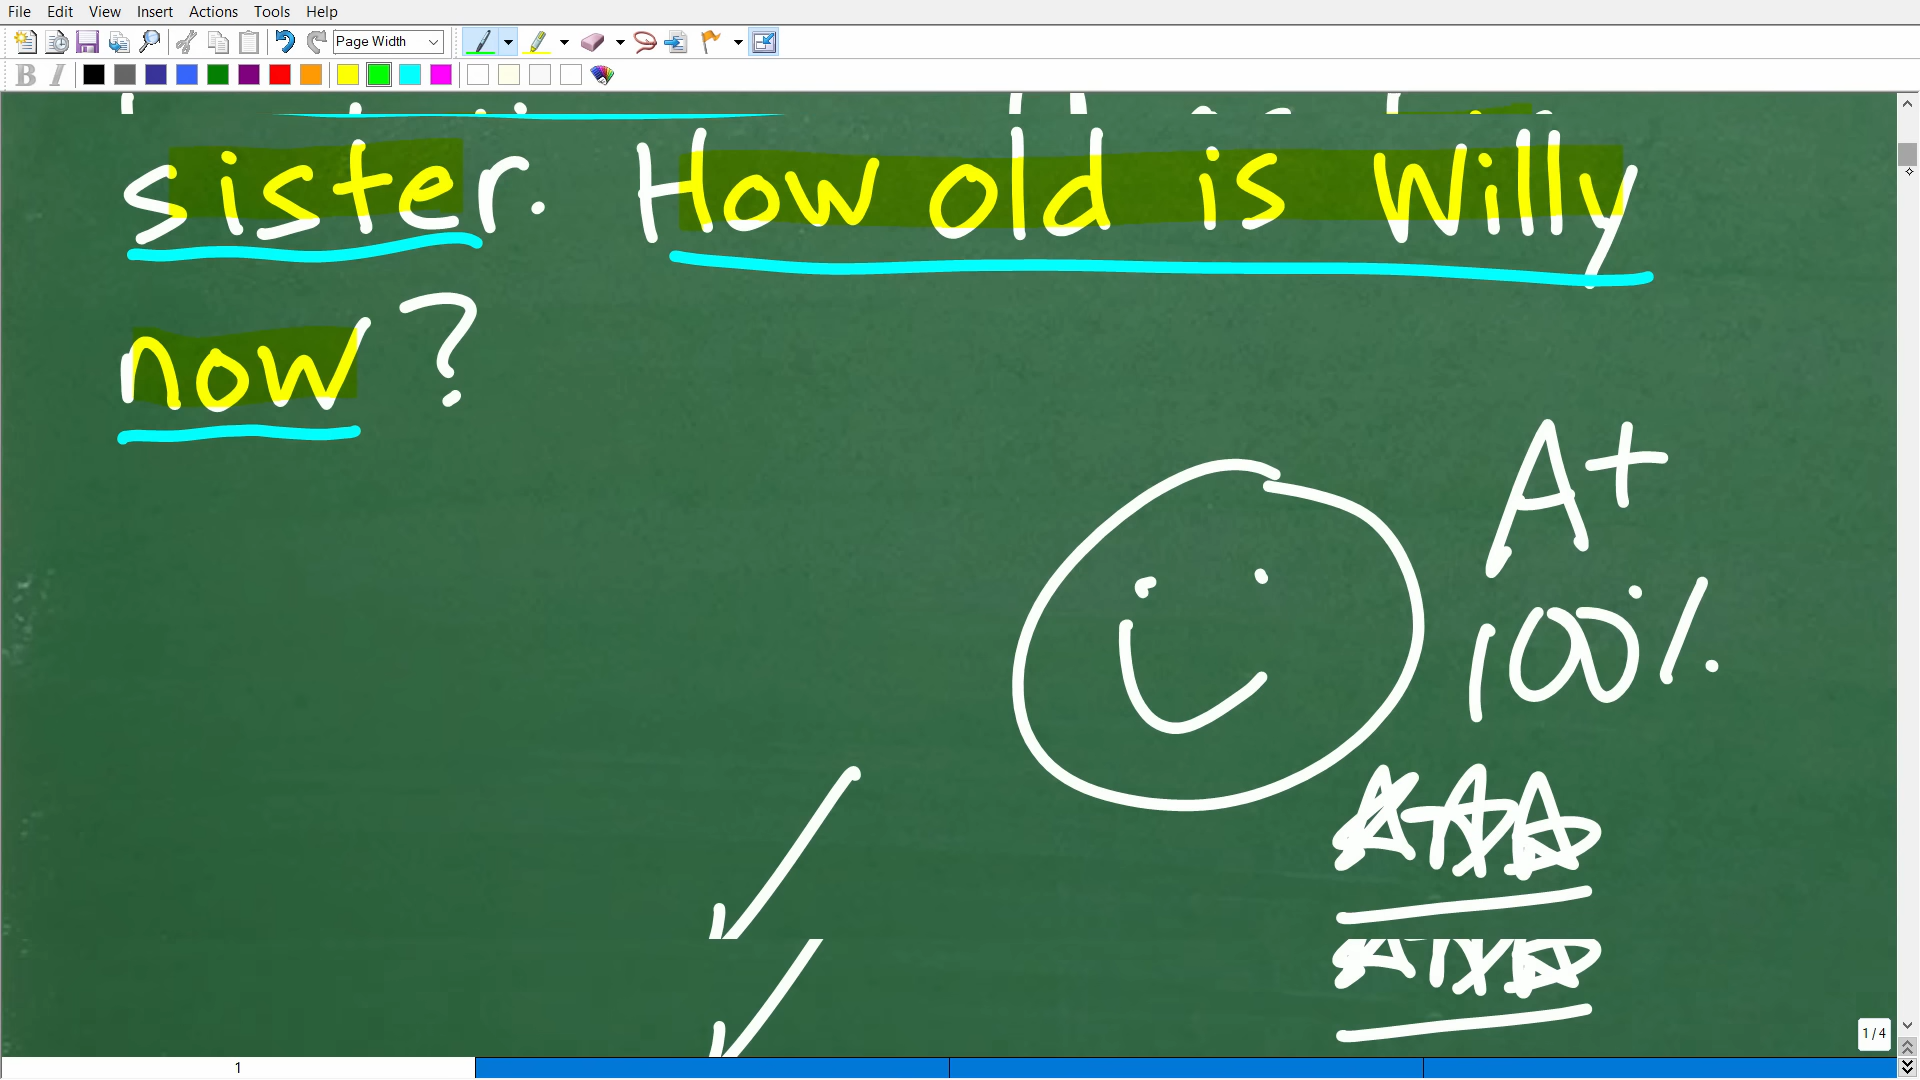 File Edit View Insert Actions Tools Help
Page Width
B I
sister. How old is Willy
now?
A+
100%
1 / 4
1